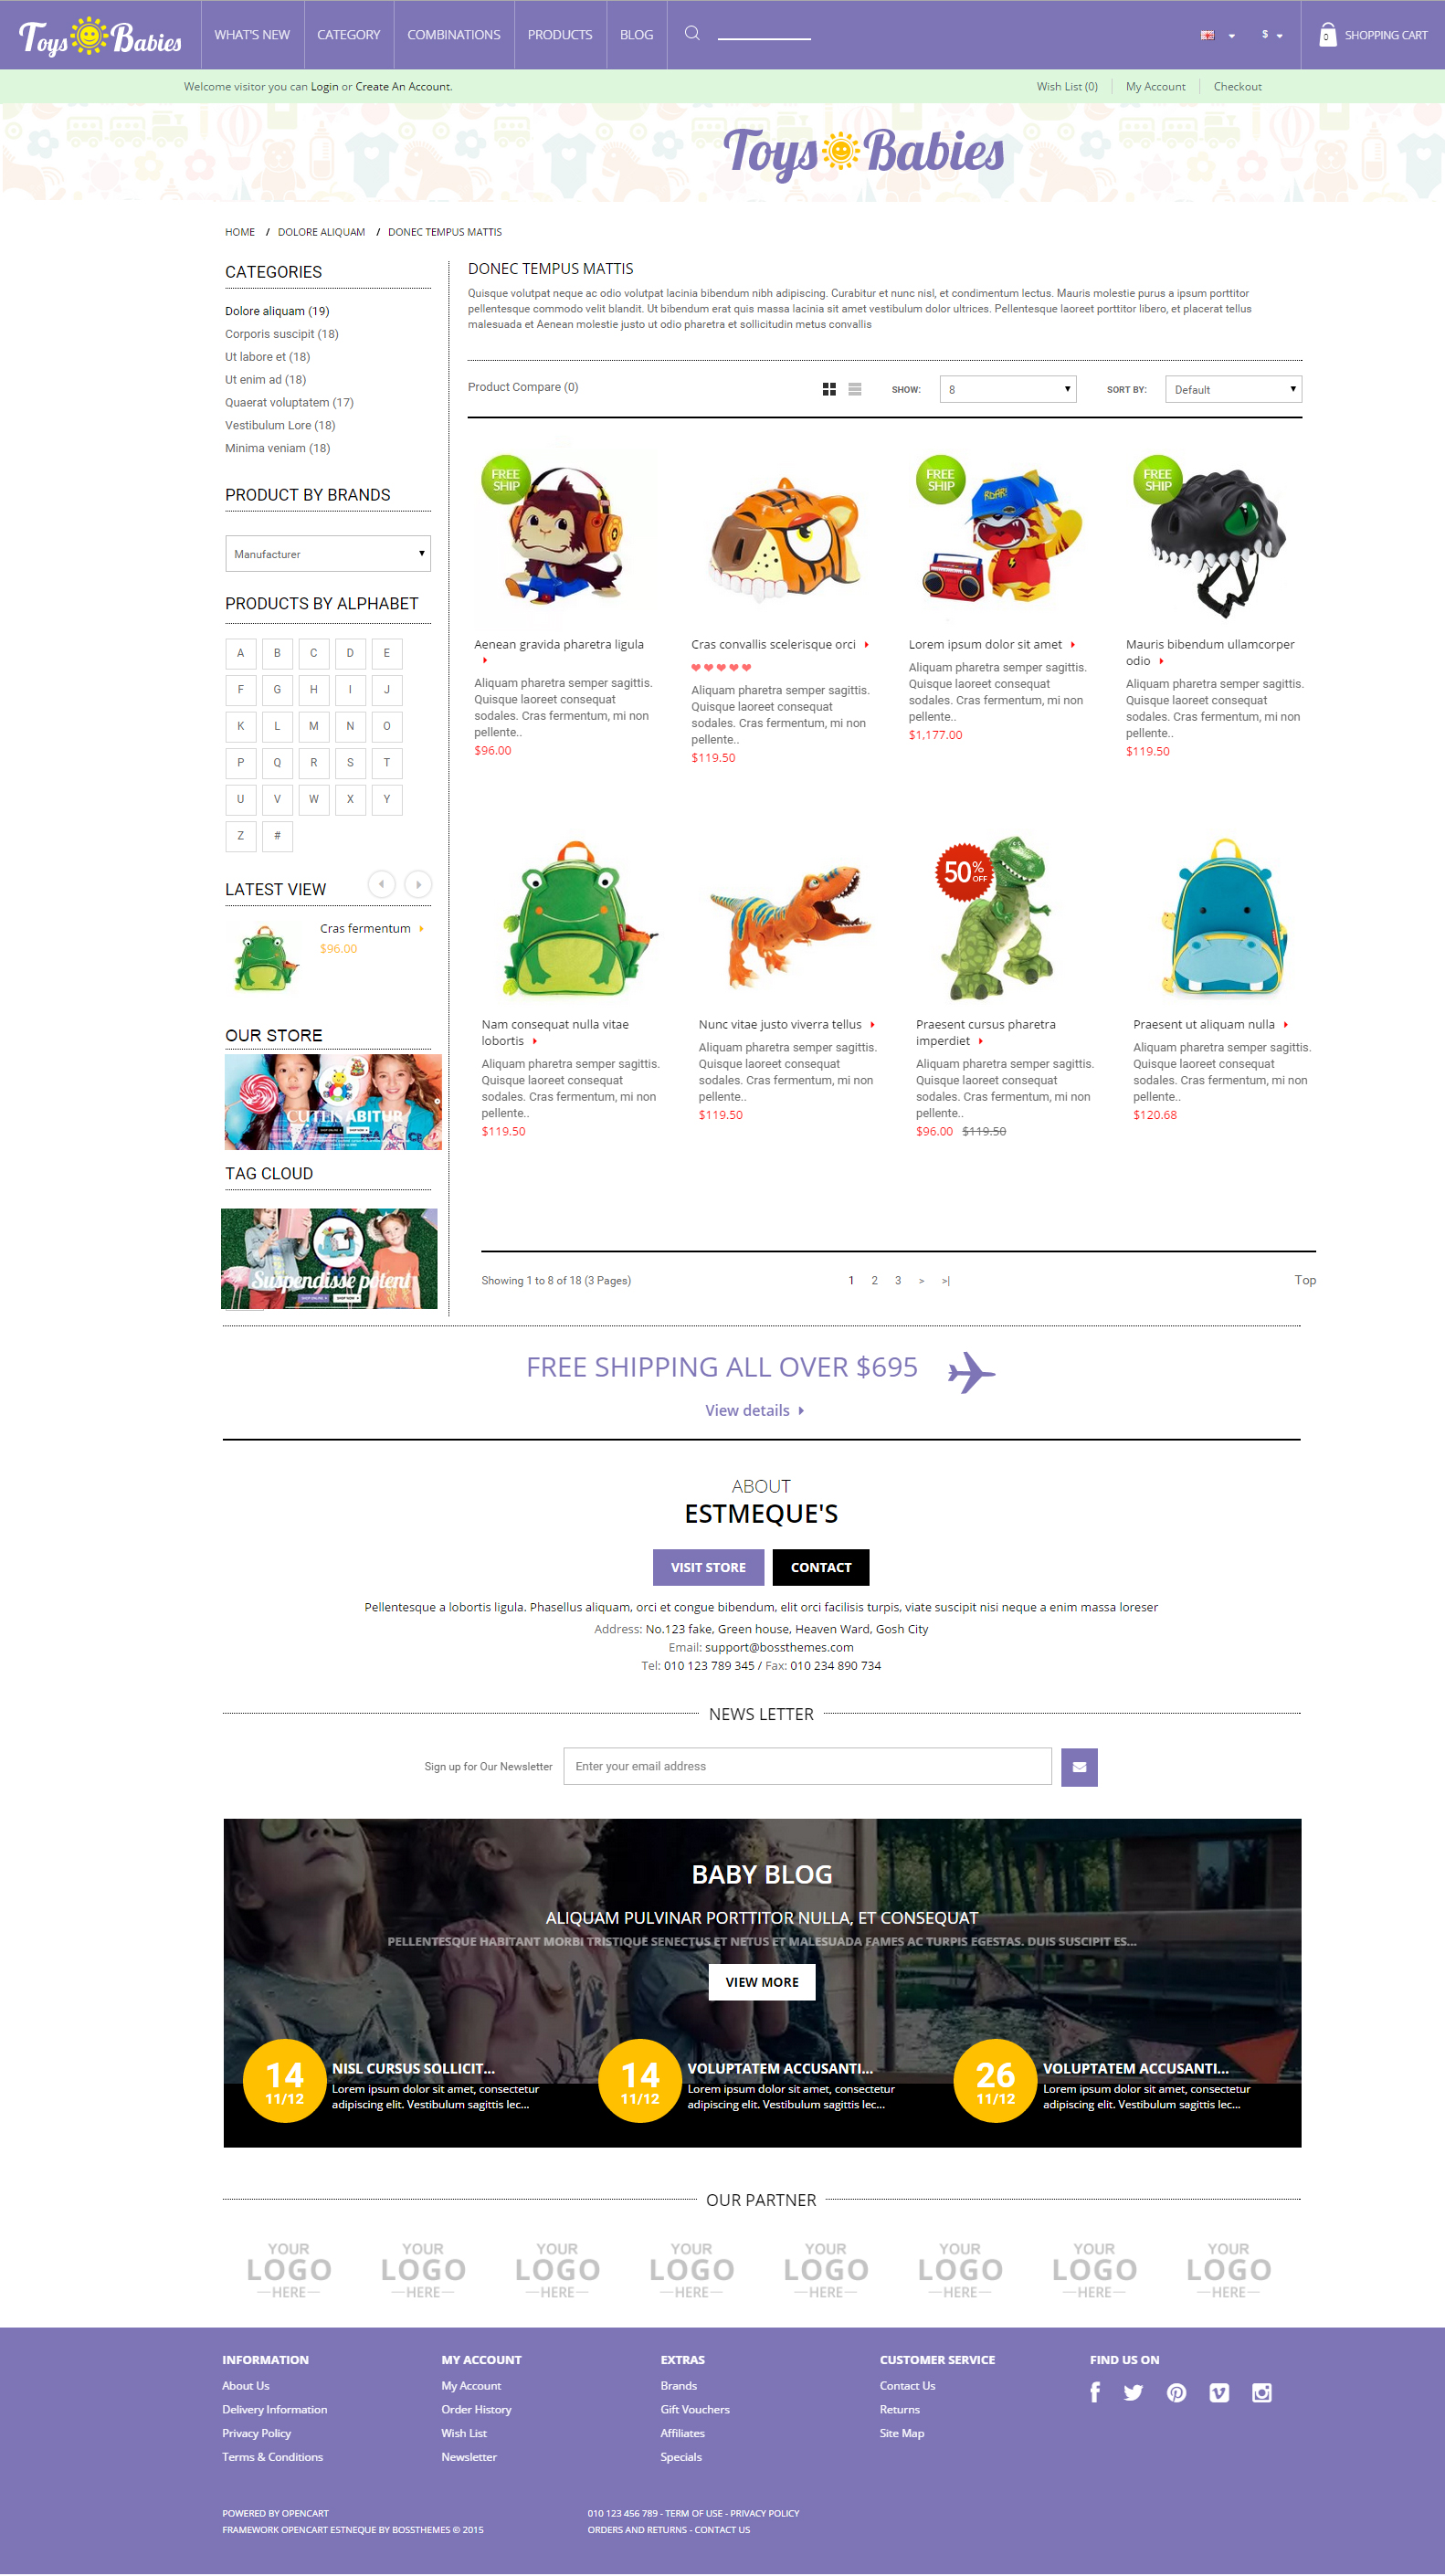 Toys Babies
WHAT'S NEW CATEGORY COMBINATIONS PRODUCTS BLOG
$ 0 SHOPPING CART
Welcome visitor you can Login or Create An Account.
Wish List (0) My Account Checkout
Toys Babies
HOME / DOLORE ALIQUAM / DONEC TEMPUS MATTIS
CATEGORIES
Dolore aliquam (19)
Corporis suscipit (18)
Ut labore et (18)
Ut enim ad (18)
Quaerat voluptatem (17)
Vestibulum Lore (18)
Minima veniam (18)
PRODUCT BY BRANDS
Manufacturer
PRODUCTS BY ALPHABET
A B C D E
F G H I J
K L M N O
P Q R S T
U V W X Y
Z #
LATEST VIEW
Cras fermentum
$96.00
OUR STORE
ABITUR
TAG CLOUD
Suspendisse potent
SHOP ONLINE SHOP NOW
DONEC TEMPUS MATTIS
Quisque volutpat neque ac odio volutpat lacinia bibendum nibh adipiscing. Curabitur et nunc nisl, et condimentum lectus. Mauris molestie purus a ipsum porttitor
pellentesque commodo velit blandit. Ut bibendum erat quis massa lacinia sit amet vestibulum dolor ultrices. Pellentesque laoreet porttitor libero, et placerat tellus
malesuada et Aenean molestie justo ut odio pharetra et sollicitudin metus convallis
Product Compare (0)
SHOW: 8 SORT BY: Default
FREE SHIP
Aenean gravida pharetra ligula
Aliquam pharetra semper sagittis.
Quisque laoreet consequat
sodales. Cras fermentum, mi non
pellente..
$96.00
Cras convallis scelerisque orci
Aliquam pharetra semper sagittis.
Quisque laoreet consequat
sodales. Cras fermentum, mi non
pellente..
$119.50
FREE SHIP
ROAR!
Lorem ipsum dolor sit amet
Aliquam pharetra semper sagittis.
Quisque laoreet consequat
sodales. Cras fermentum, mi non
pellente..
$1,177.00
FREE SHIP
Mauris bibendum ullamcorper
odio
Aliquam pharetra semper sagittis.
Quisque laoreet consequat
sodales. Cras fermentum, mi non
pellente..
$119.50
Nam consequat nulla vitae
lobortis
Aliquam pharetra semper sagittis.
Quisque laoreet consequat
sodales. Cras fermentum, mi non
pellente..
$119.50
Nunc vitae justo viverra tellus
Aliquam pharetra semper sagittis.
Quisque laoreet consequat
sodales. Cras fermentum, mi non
pellente..
$119.50
50% OFF
Praesent cursus pharetra
imperdiet
Aliquam pharetra semper sagittis.
Quisque laoreet consequat
sodales. Cras fermentum, mi non
pellente..
$96.00 $119.50
Praesent ut aliquam nulla
Aliquam pharetra semper sagittis.
Quisque laoreet consequat
sodales. Cras fermentum, mi non
pellente..
$120.68
Showing 1 to 8 of 18 (3 Pages)
1 2 3 > >|
Top
FREE SHIPPING ALL OVER $695
View details
ABOUT
ESTMEQUE'S
VISIT STORE CONTACT
Pellentesque a lobortis ligula. Phasellus aliquam, orci et congue bibendum, elit orci facilisis turpis, viate suscipit nisi neque a enim massa loreser
Address: No.123 fake, Green house, Heaven Ward, Gosh City
Email: support@bossthemes.com
Tel: 010 123 789 345 / Fax: 010 234 890 734
NEWS LETTER
Sign up for Our Newsletter Enter your email address
BABY BLOG
ALIQUAM PULVINAR PORTTITOR NULLA, ET CONSEQUAT
PELLENTESQUE HABITANT MORBI TRISTIQUE SENECTUS ET NETUS ET MALESUADA FAMES AC TURPIS EGESTAS. DUIS SUSCIPIT ES...
VIEW MORE
14
11/12
NISL CURSUS SOLLICIT...
Lorem ipsum dolor sit amet, consectetur
adipiscing elit. Vestibulum sagittis lec...
14
11/12
VOLUPTATEM ACCUSANTI...
Lorem ipsum dolor sit amet, consectetur
adipiscing elit. Vestibulum sagittis lec...
26
11/12
VOLUPTATEM ACCUSANTI...
Lorem ipsum dolor sit amet, consectetur
adipiscing elit. Vestibulum sagittis lec...
OUR PARTNER
YOUR YOUR YOUR YOUR YOUR YOUR YOUR YOUR
LOGO LOGO LOGO LOGO LOGO LOGO LOGO LOGO
HERE HERE HERE HERE HERE HERE HERE HERE
INFORMATION
About Us
Delivery Information
Privacy Policy
Terms & Conditions
MY ACCOUNT
My Account
Order History
Wish List
Newsletter
EXTRAS
Brands
Gift Vouchers
Affiliates
Specials
CUSTOMER SERVICE
Contact Us
Returns
Site Map
FIND US ON
POWERED BY OPENCART
FRAMEWORK OPENCART ESTNEQUE BY BOSSTHEMES © 2015
010 123 456 789 - TERM OF USE - PRIVACY POLICY
ORDERS AND RETURNS - CONTACT US